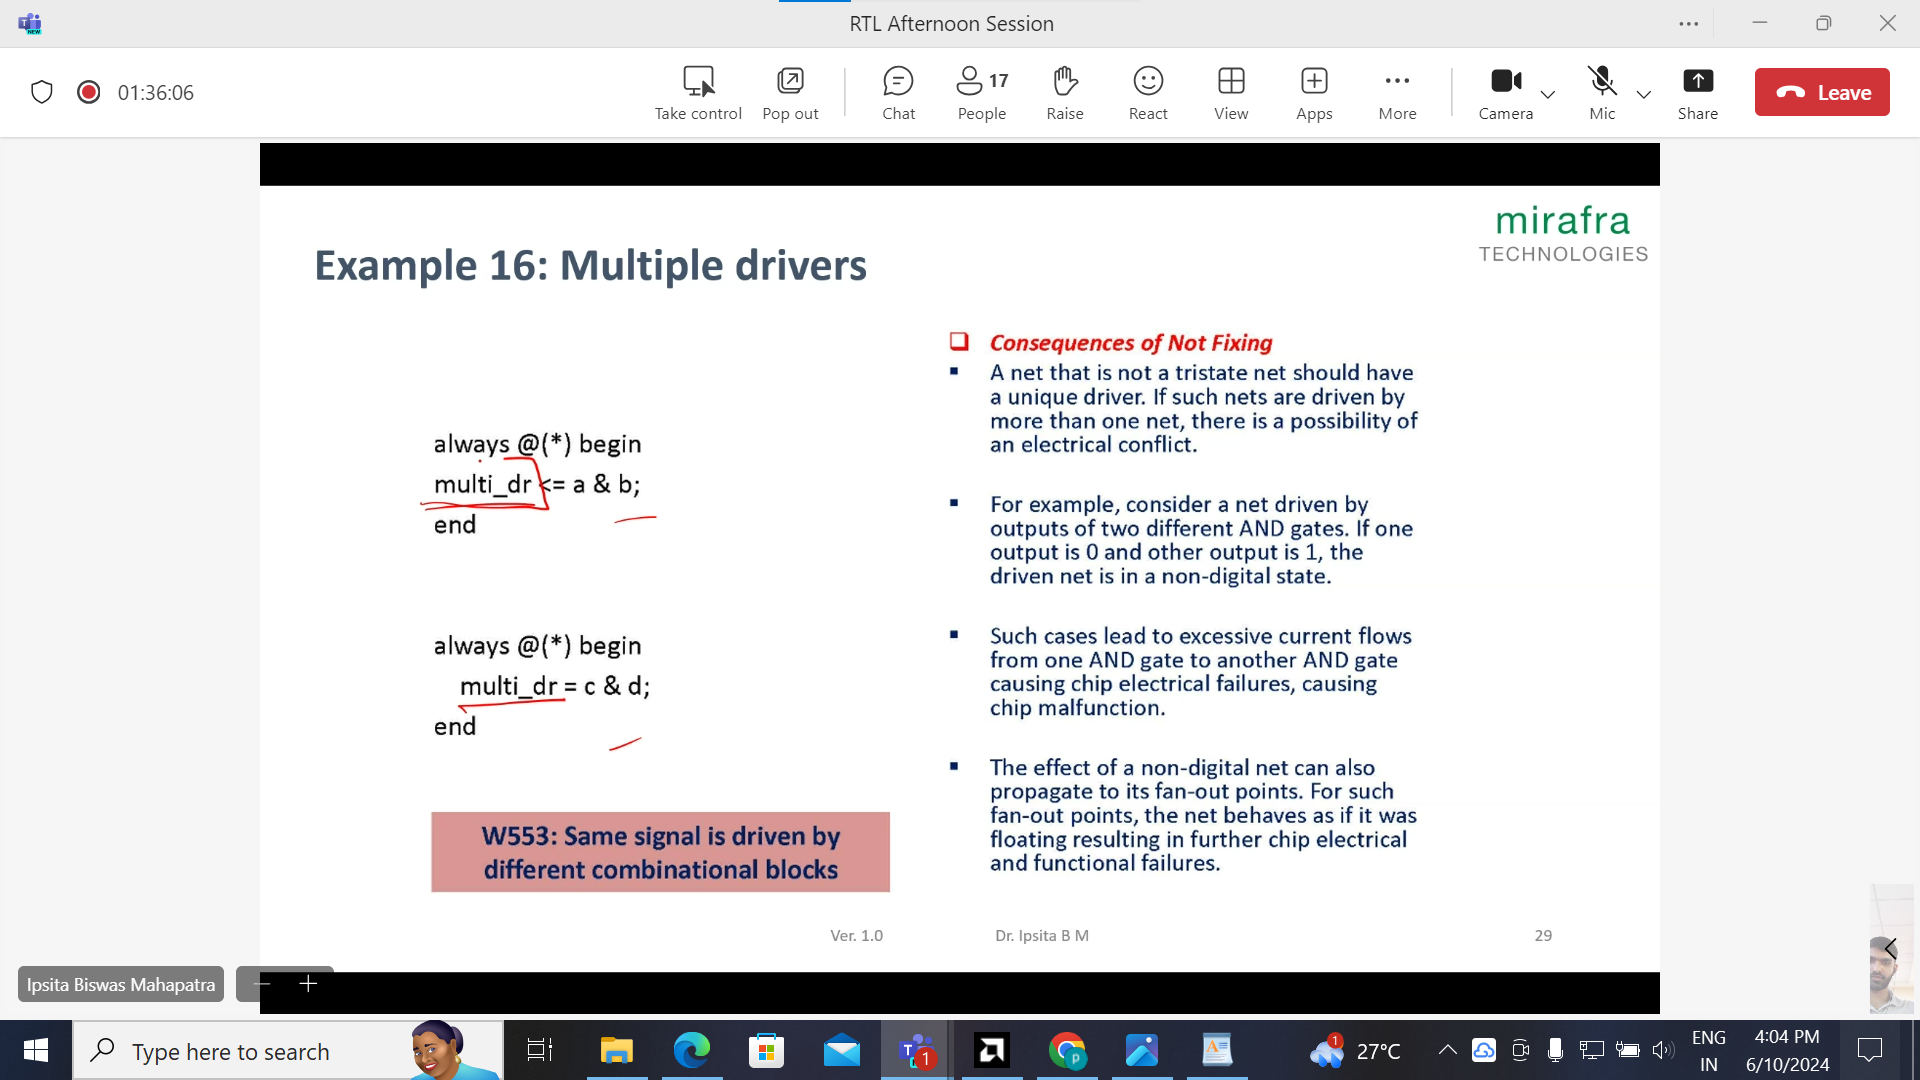 RTL Afternoon Session
01:36:06
Take control
Pop out
Chat
17
People
Raise
React
View
Apps
More
Camera
Mic
Share
Leave
mirafra
TECHNOLOGIES
Example 16: Multiple drivers
always @(*) begin
multi_dr <= a & b;
end
always @(*) begin
multi_dr = c & d;
end
W553: Same signal is driven by
different combinational blocks
Consequences of Not Fixing
A net that is not a tristate net should have
a unique driver. If such nets are driven by
more than one net, there is a possibility of
an electrical conflict.
For example, consider a net driven by
outputs of two different AND gates. If one
output is 0 and other output is 1, the
driven net is in a non-digital state.
Such cases lead to excessive current flows
from one AND gate to another AND gate
causing chip electrical failures, causing
chip malfunction.
The effect of a non-digital net can also
propagate to its fan-out points. For such
fan-out points, the net behaves as if it was
floating resulting in further chip electrical
and functional failures.
Ver. 1.0
Dr. Ipsita B M
29
Ipsita Biswas Mahapatra
Type here to search
1
1
27°C
ENG
IN
4:04 PM
6/10/2024